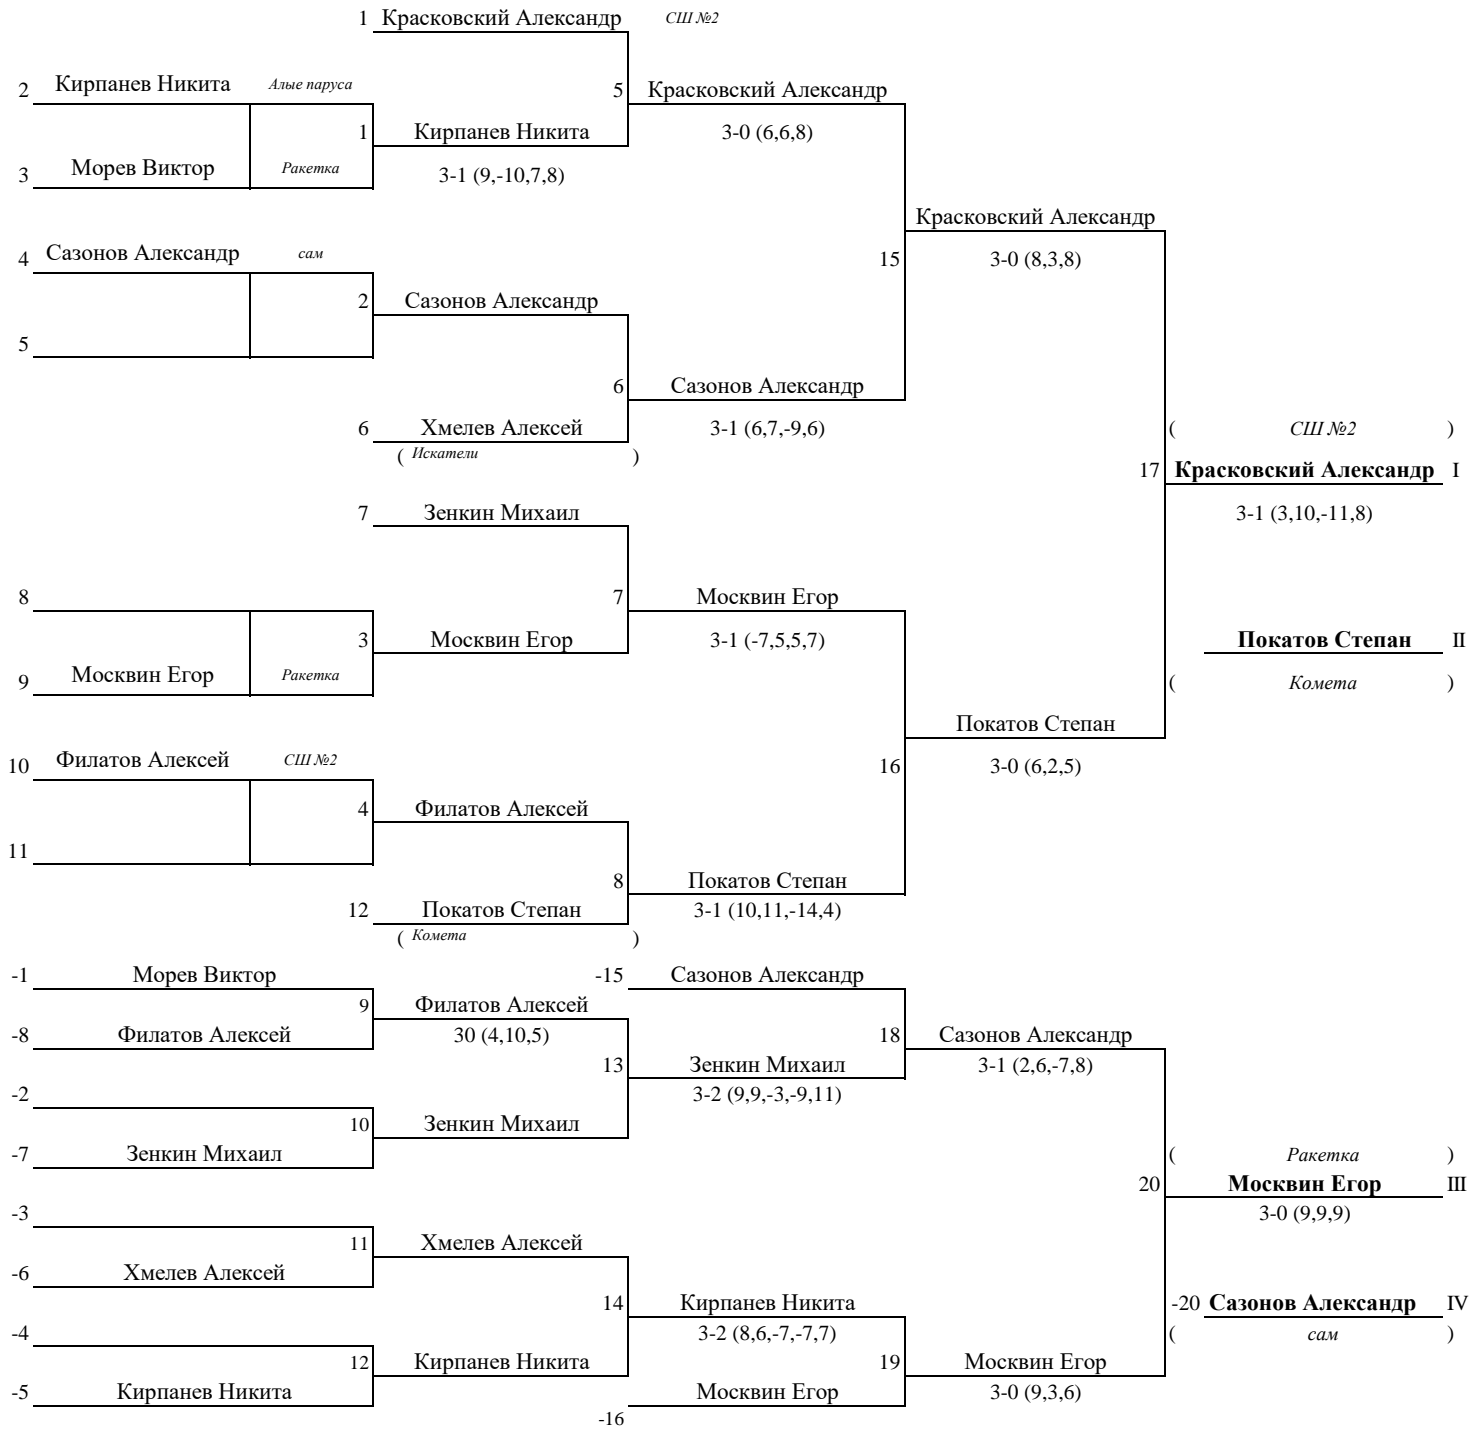 1 Красковский Александр СШ №2
2 Кирпанев Никита Алые паруса 5 Красковский Александр
1 Кирпанев Никита 3-0 (6,6,8)
3 Морев Виктор Ракетка 3-1 (9,-10,7,8)
Красковский Александр
4 Сазонов Александр сам 15 3-0 (8,3,8)
2 Сазонов Александр
5
6 Сазонов Александр
6 Хмелев Алексей 3-1 (6,7,-9,6) ( СШ №2 )
( Искатели )
17 Красковский Александр I
7 Зенкин Михаил 3-1 (3,10,-11,8)
8 7 Москвин Егор
3 Москвин Егор 3-1 (-7,5,5,7) Покатов Степан II
9 Москвин Егор Ракетка ( Комета )
Покатов Степан
10 Филатов Алексей СШ №2 16 3-0 (6,2,5)
4 Филатов Алексей
11
8 Покатов Степан
12 Покатов Степан 3-1 (10,11,-14,4)
( Комета )
-1 Морев Виктор -15 Сазонов Александр
9 Филатов Алексей
-8 Филатов Алексей 30 (4,10,5) 18 Сазонов Александр
13 Зенкин Михаил 3-1 (2,6,-7,8)
-2 3-2 (9,9,-3,-9,11)
10 Зенкин Михаил
-7 Зенкин Михаил ( Ракетка )
20 Москвин Егор III
-3 3-0 (9,9,9)
11 Хмелев Алексей
-6 Хмелев Алексей
14 Кирпанев Никита -20 Сазонов Александр IV
-4 3-2 (8,6,-7,-7,7) ( сам )
12 Кирпанев Никита 19 Москвин Егор
-5 Кирпанев Никита Москвин Егор 3-0 (9,3,6)
-16